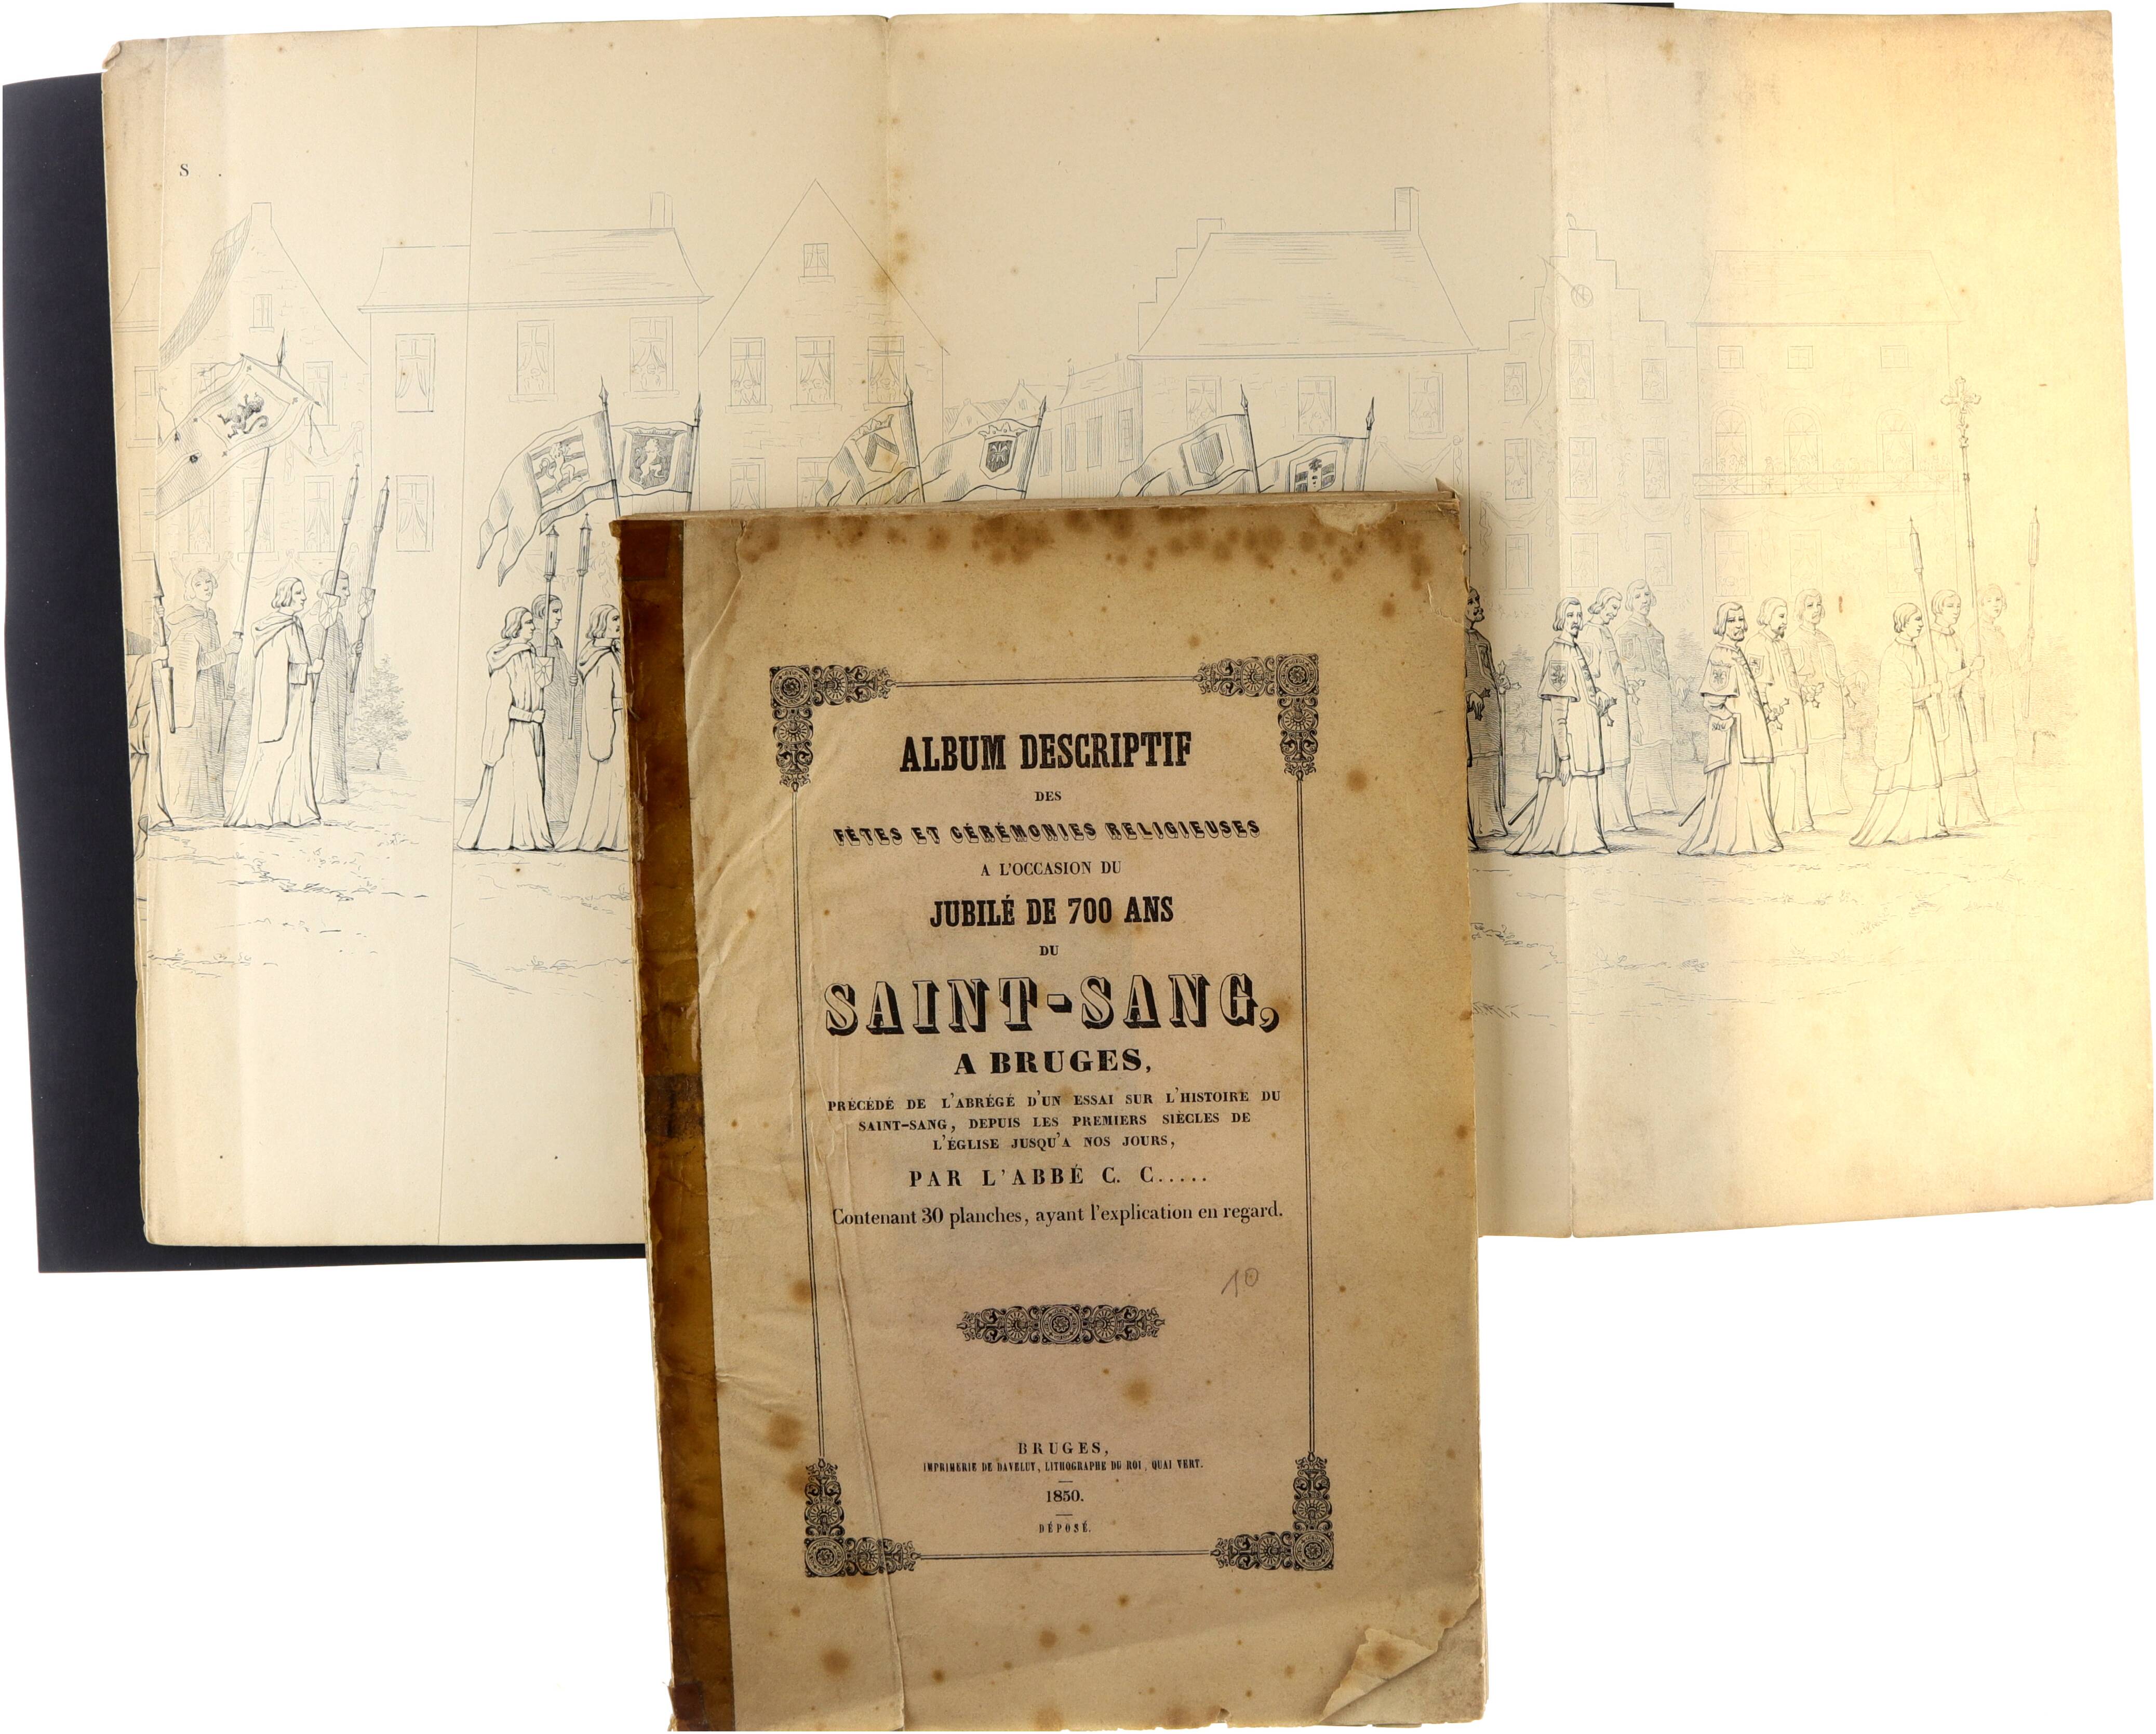 S
ALBUM DESCRIPTIF
DES
FÊTES ET CÉRÉMONIES RELIGIEUSES
A L'OCCASION DU
JUBILÉ DE 700 ANS
DU
SAINT-SANG,
A BRUGES,
PRÉCÉDÉ DE L'ABRÉGÉ D'UN ESSAI SUR L'HISTOIRE DU
SAINT-SANG, DEPUIS LES PREMIERS SIÈCLES DE
L'ÉGLISE JUSQU'A NOS JOURS,
PAR L'ABBÉ C. C.....
Contenant 30 planches, ayant l'explication en regard.
10
BRUGES,
IMPRIMERIE DE DAVELUY, LITHOGRAPHE DU ROI, QUAI VERT.
1850.
DÉPOSÉ.